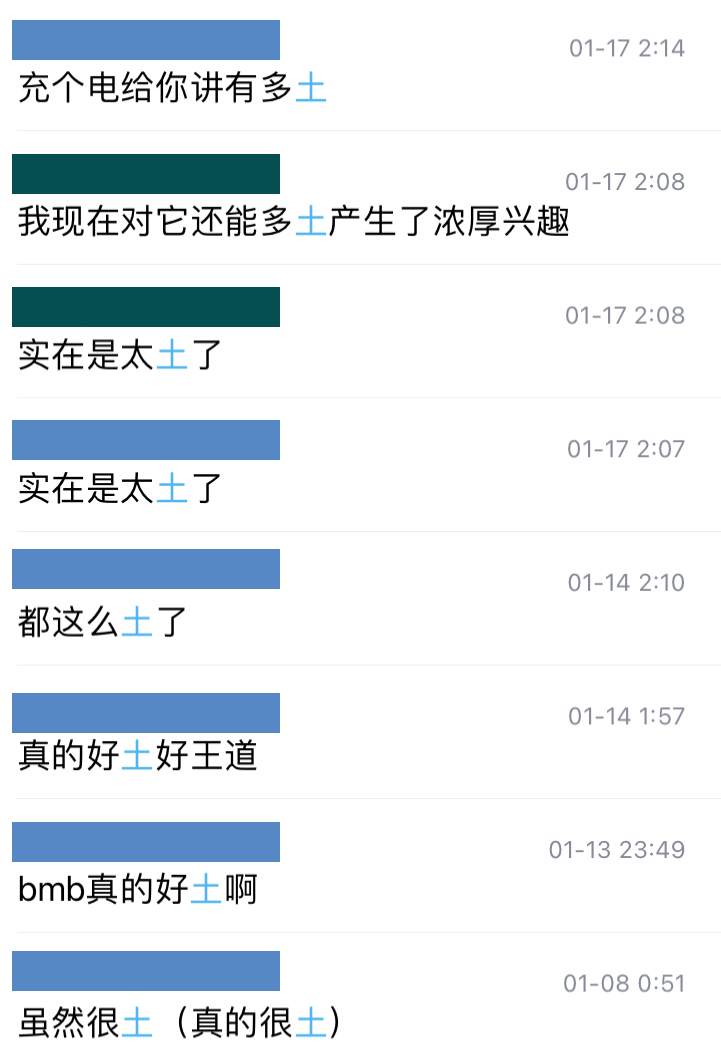 01-17 2:14
充个电给你讲有多土
01-17 2:08
我现在对它还能多土产生了浓厚兴趣
01-17 2:08
实在是太土了
01-17 2:07
实在是太土了
01-14 2:10
都这么土了
01-14 1:57
真的好土好王道
01-13 23:49
bmb真的好土啊
01-08 0:51
虽然很土（真的很土）